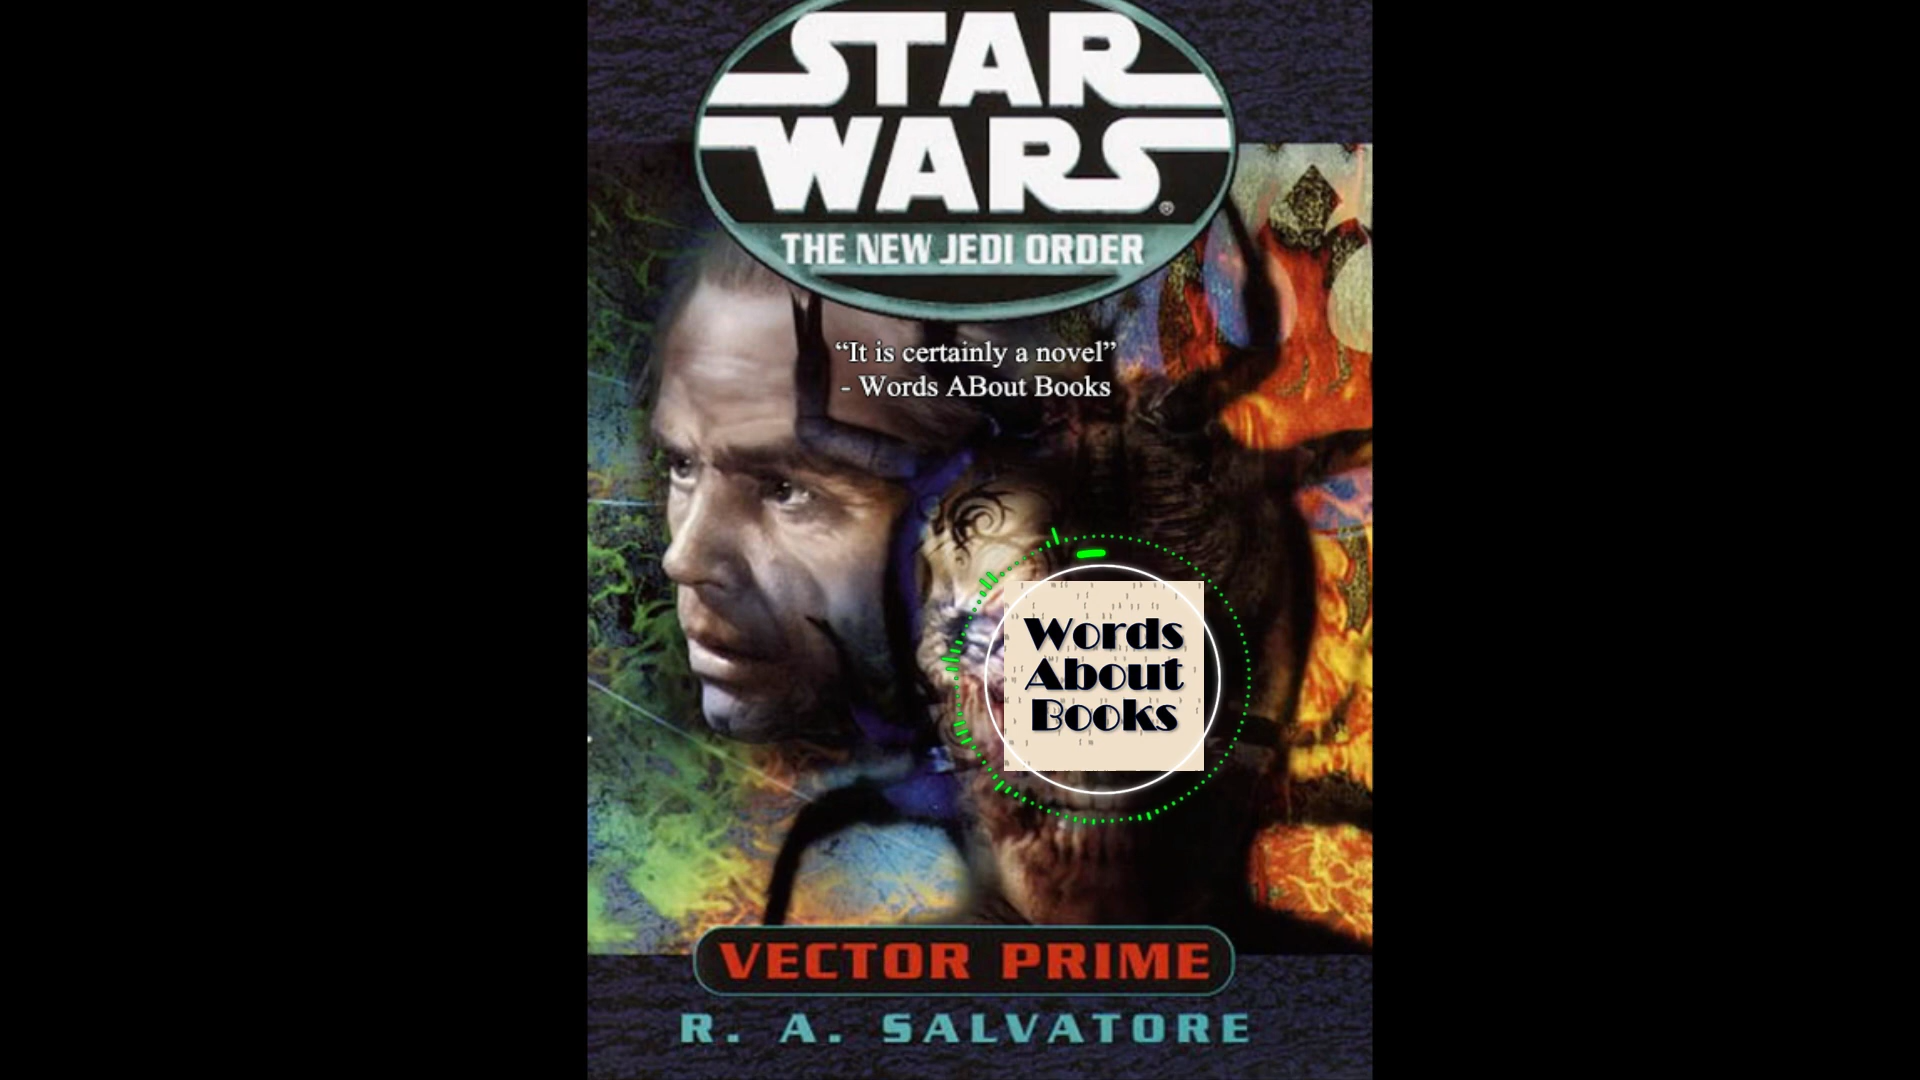 STAR
WARS®
THE NEW JEDI ORDER
“It is certainly a novel”
- Words ABout Books
Words
About
Books
VECTOR PRIME
R. A. SALVATORE